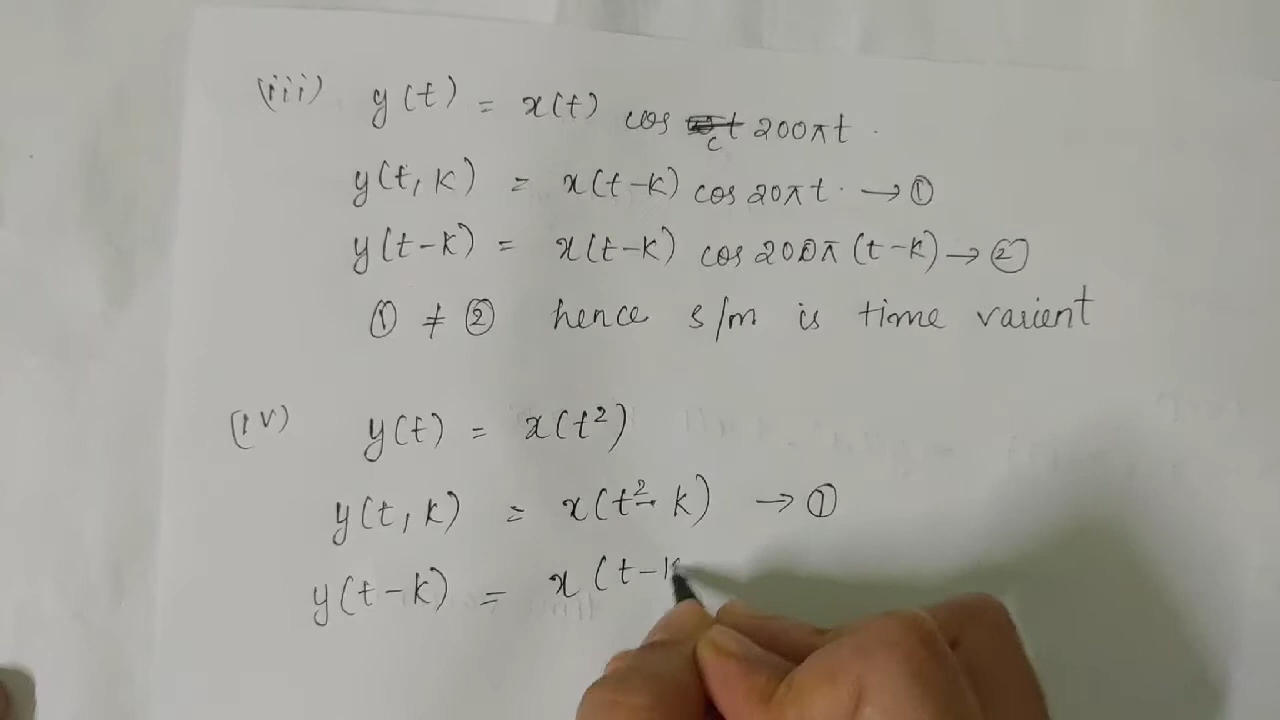 (iii) y(t) = x(t) cos 200πt.
y(t,k) = x(t-k) cos 20πt. → ①
y(t-k) = x(t-k) cos 200π(t-k) → ②
① ≠ ② hence s/m is time varient
(iv) y(t) = x(t²)
y(t,k) = x(t²-k) → ①
y(t-k) = x(t-k